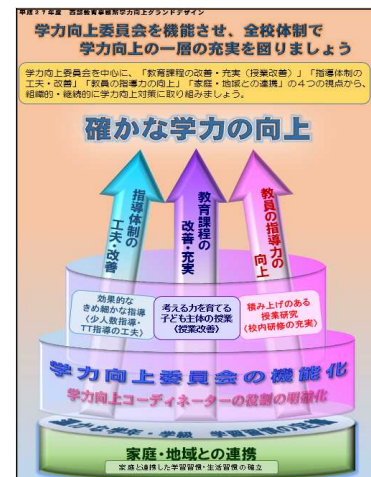 平成27年度　西部教育事務所学力向上グランドデザイン
学力向上委員会を機能させ、全校体制で
学力向上の一層の充実を図りましょう
学力向上委員会を中心に、「教育課程の改善・充実（授業改善）」「指導体制の
工夫・改善」「教員の指導力の向上」「家庭・地域との連携」の４つの視点から、
組織的・継続的に学力向上対策に取り組みましょう。
確かな学力の向上
指導体制の
工夫・改善
教育課程の
改善・充実
教員の指導力の
向上
効果的な
きめ細かな指導
（少人数指導・
TT指導の工夫）
考える力を育てる
子ども主体の授業
（授業改善）
積み上げのある
授業研究
（校内研修の充実）
学力向上委員会の機能化
学力向上コーディネーターの役割の明確化
家庭・地域との連携
家庭と連携した学習習慣・生活習慣の確立